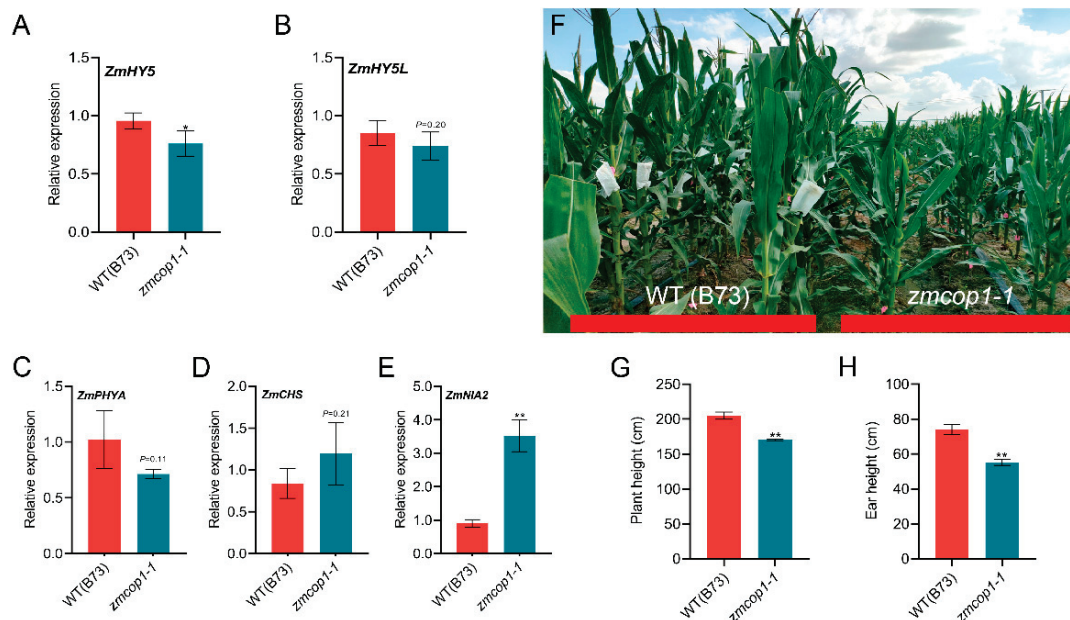 A
ZmHY5
Relative expression
1.5
1.0
0.5
0.0
*
WT(B73)
zmcop1-1
B
ZmHY5L
Relative expression
1.5
1.0
0.5
0.0
P=0.20
WT(B73)
zmcop1-1
F
WT (B73)
zmcop1-1
C
ZmPHYA
Relative expression
1.5
1.0
0.5
0.0
P=0.11
WT(B73)
zmcop1-1
D
ZmCHS
Relative expression
2.0
1.5
1.0
0.5
0.0
P=0.21
WT(B73)
zmcop1-1
E
ZmNIA2
Relative expression
5.0
4.0
3.0
2.0
1.0
0.0
**
WT(B73)
zmcop1-1
G
Plant height (cm)
250
200
150
100
50
0
**
WT(B73)
zmcop1-1
H
Ear height (cm)
100
80
60
40
20
0
**
WT(B73)
zmcop1-1